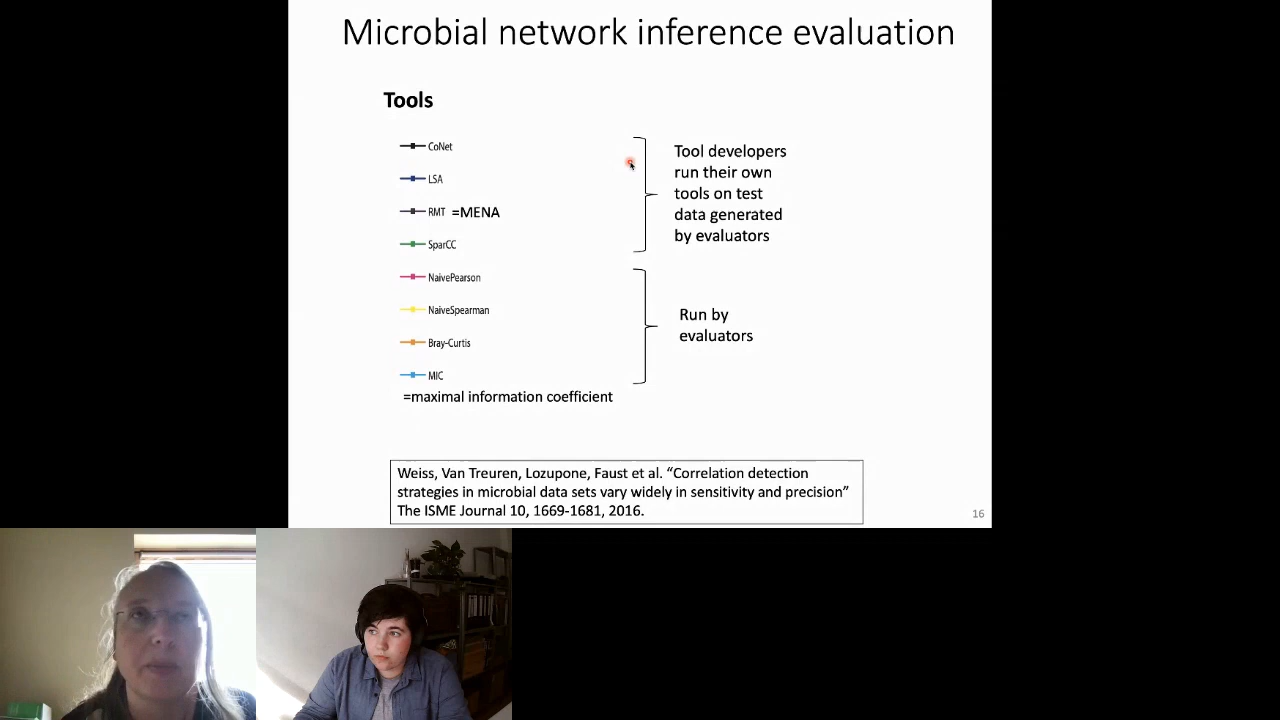 Microbial network inference evaluation
Tools
CoNet
LSA
RMT =MENA
SparCC
NaivePearson
NaiveSpearman
Bray-Curtis
MIC
=maximal information coefficient
Tool developers
run their own
tools on test
data generated
by evaluators
Run by
evaluators
Weiss, Van Treuren, Lozupone, Faust et al. “Correlation detection
strategies in microbial data sets vary widely in sensitivity and precision”
The ISME Journal 10, 1669-1681, 2016.
16